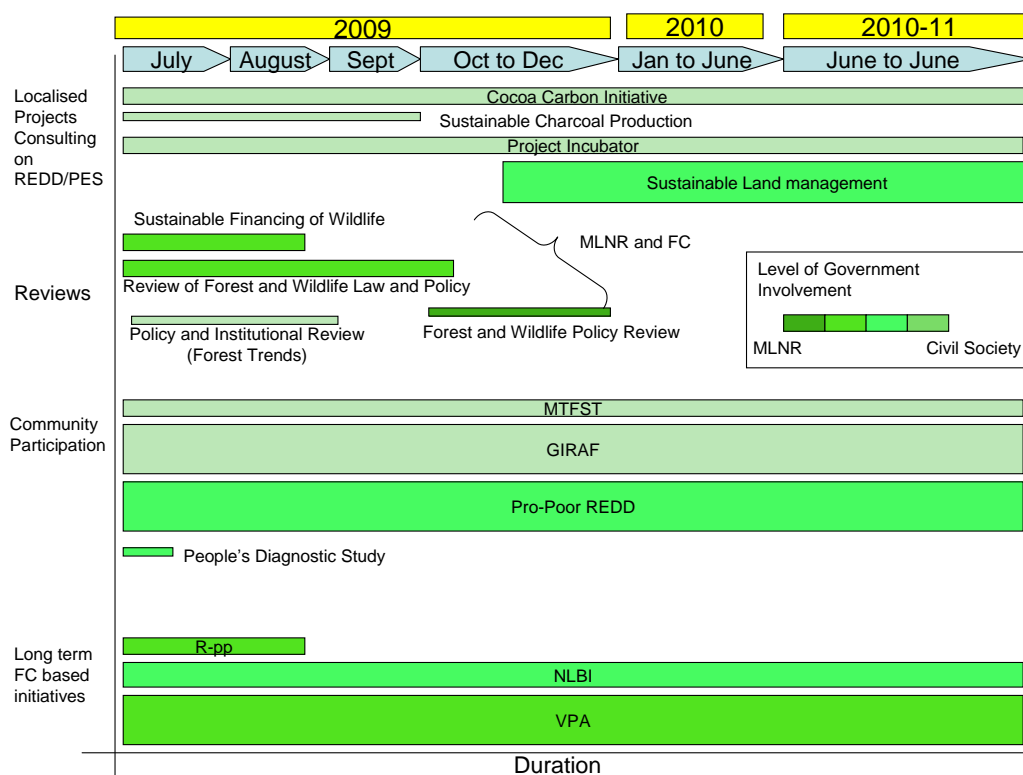 2009
2010
2010-11
July
August
Sept
Oct to Dec
Jan to June
June to June
Localised
Projects
Consulting
on
REDD/PES
Cocoa Carbon Initiative
Sustainable Charcoal Production
Project Incubator
Sustainable Land management
Reviews
Sustainable Financing of Wildlife
MLNR and FC
Review of Forest and Wildlife Law and Policy
Policy and Institutional Review
(Forest Trends)
Forest and Wildlife Policy Review
Level of Government
Involvement
MLNR
Civil Society
Community
Participation
MTFST
GIRAF
Pro-Poor REDD
People’s Diagnostic Study
Long term
FC based
initiatives
R-pp
NLBI
VPA
Duration